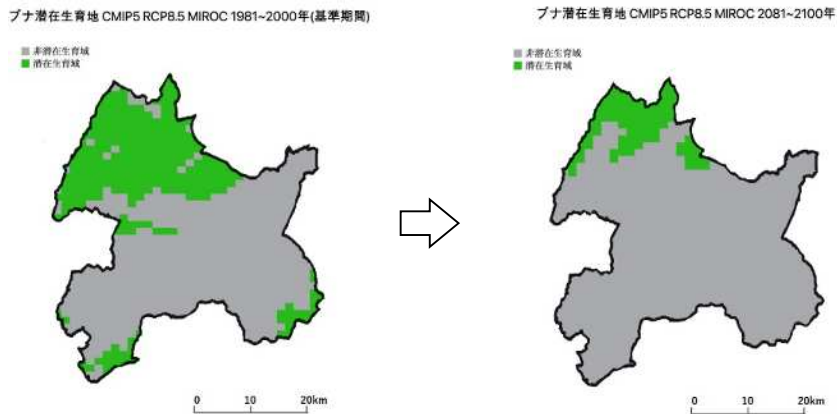 ブナ潜在生育地 CMIP5 RCP8.5 MIROC 1981~2000年(基準期間)
非潜在生育域
潜在生育域
0 10 20km
ブナ潜在生育地 CMIP5 RCP8.5 MIROC 2081~2100年
非潜在生育域
潜在生育域
0 10 20km